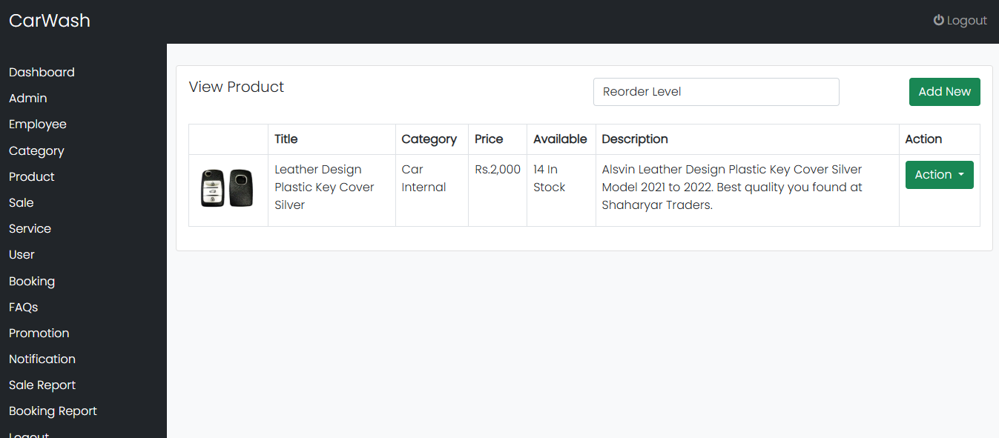 CarWash
Logout
Dashboard
Admin
Employee
Category
Product
Sale
Service
User
Booking
FAQs
Promotion
Notification
Sale Report
Booking Report
Logout
View Product
Reorder Level
Add New
Title
Category
Price
Available
Description
Action
Leather Design
Plastic Key Cover
Silver
Car
Internal
Rs.2,000
14 In
Stock
Alsvin Leather Design Plastic Key Cover Silver
Model 2021 to 2022. Best quality you found at
Shaharyar Traders.
Action